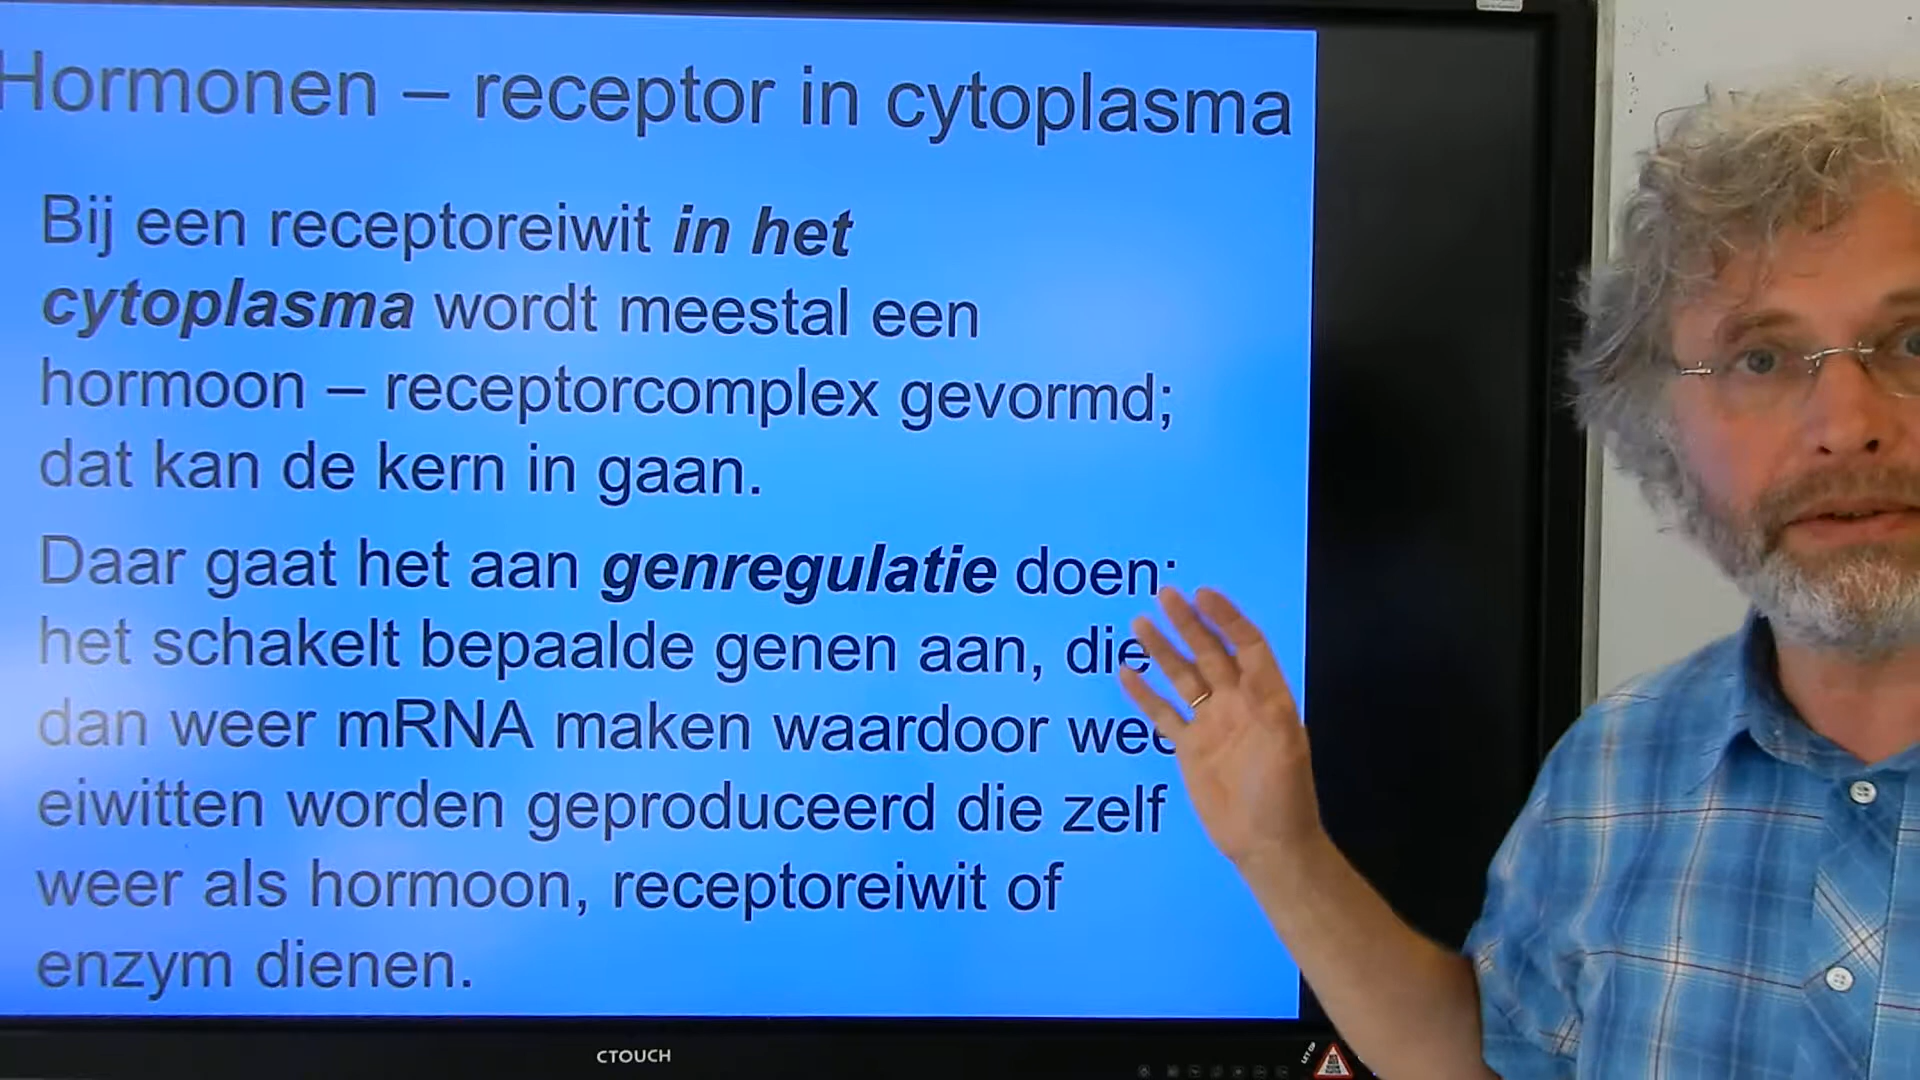 Hormonen – receptor in cytoplasma
Bij een receptoreiwit in het
cytoplasma wordt meestal een
hormoon – receptorcomplex gevormd;
dat kan de kern in gaan.
Daar gaat het aan genregulatie doen:
het schakelt bepaalde genen aan, die
dan weer mRNA maken waardoor
eiwitten worden geproduceerd die zelf
weer als hormoon, receptoreiwit of
enzym dienen.
CTOUCH
LET OP